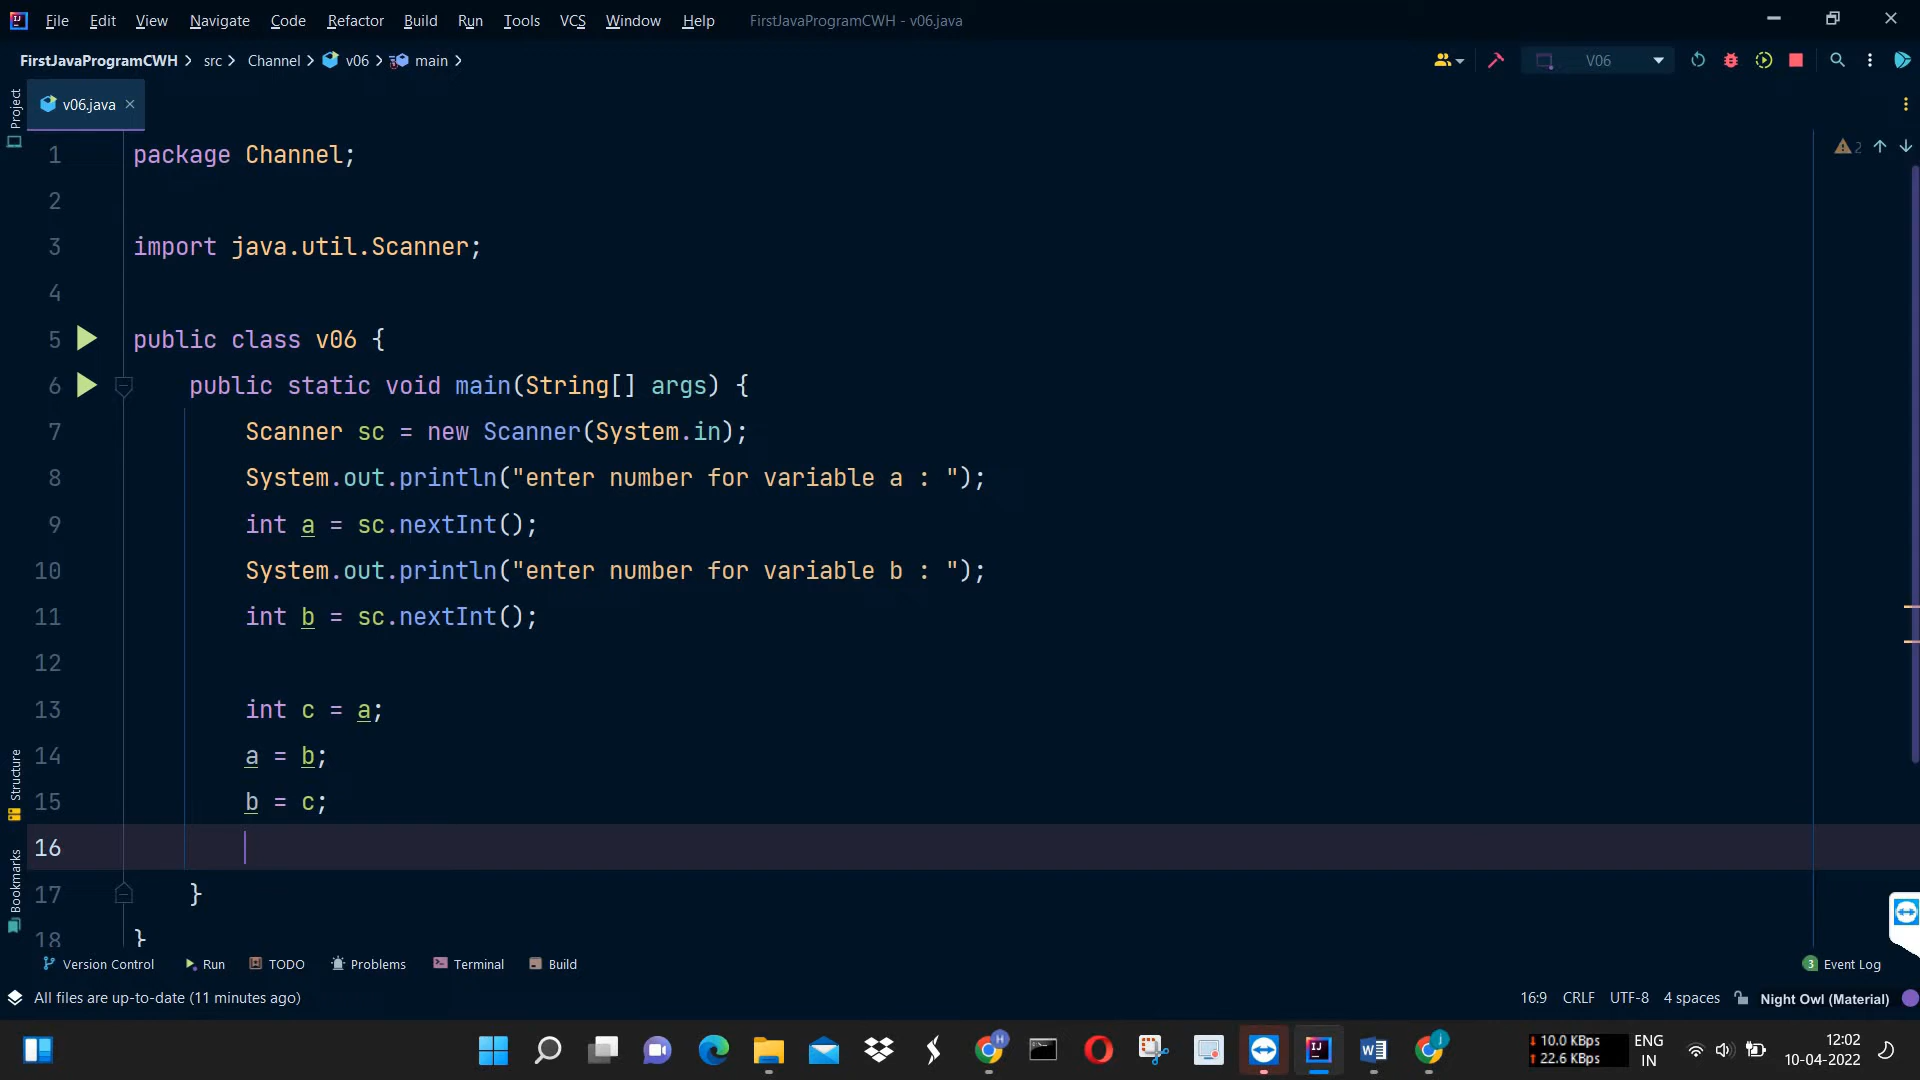 File Edit View Navigate Code Refactor Build Run Tools VCS Window Help FirstJavaProgramCWH - v06.java
FirstJavaProgramCWH src Channel v06 main V06
Project
v06.java
1 package Channel; 2
2
3 import java.util.Scanner;
4
5 public class v06 {
6 public static void main(String[] args) {
7 Scanner sc = new Scanner(System.in);
8 System.out.println("enter number for variable a : ");
9 int a = sc.nextInt();
10 System.out.println("enter number for variable b : ");
11 int b = sc.nextInt();
12
13 int c = a;
14 a = b;
15 b = c;
16
17 }
18 }
Structure
Bookmarks
Version Control Run TODO Problems Terminal Build 3 Event Log
All files are up-to-date (11 minutes ago) 16:9 CRLF UTF-8 4 spaces Night Owl (Material)
↓ 10.0 KBps ENG 12:02
↑ 22.6 KBps IN 10-04-2022